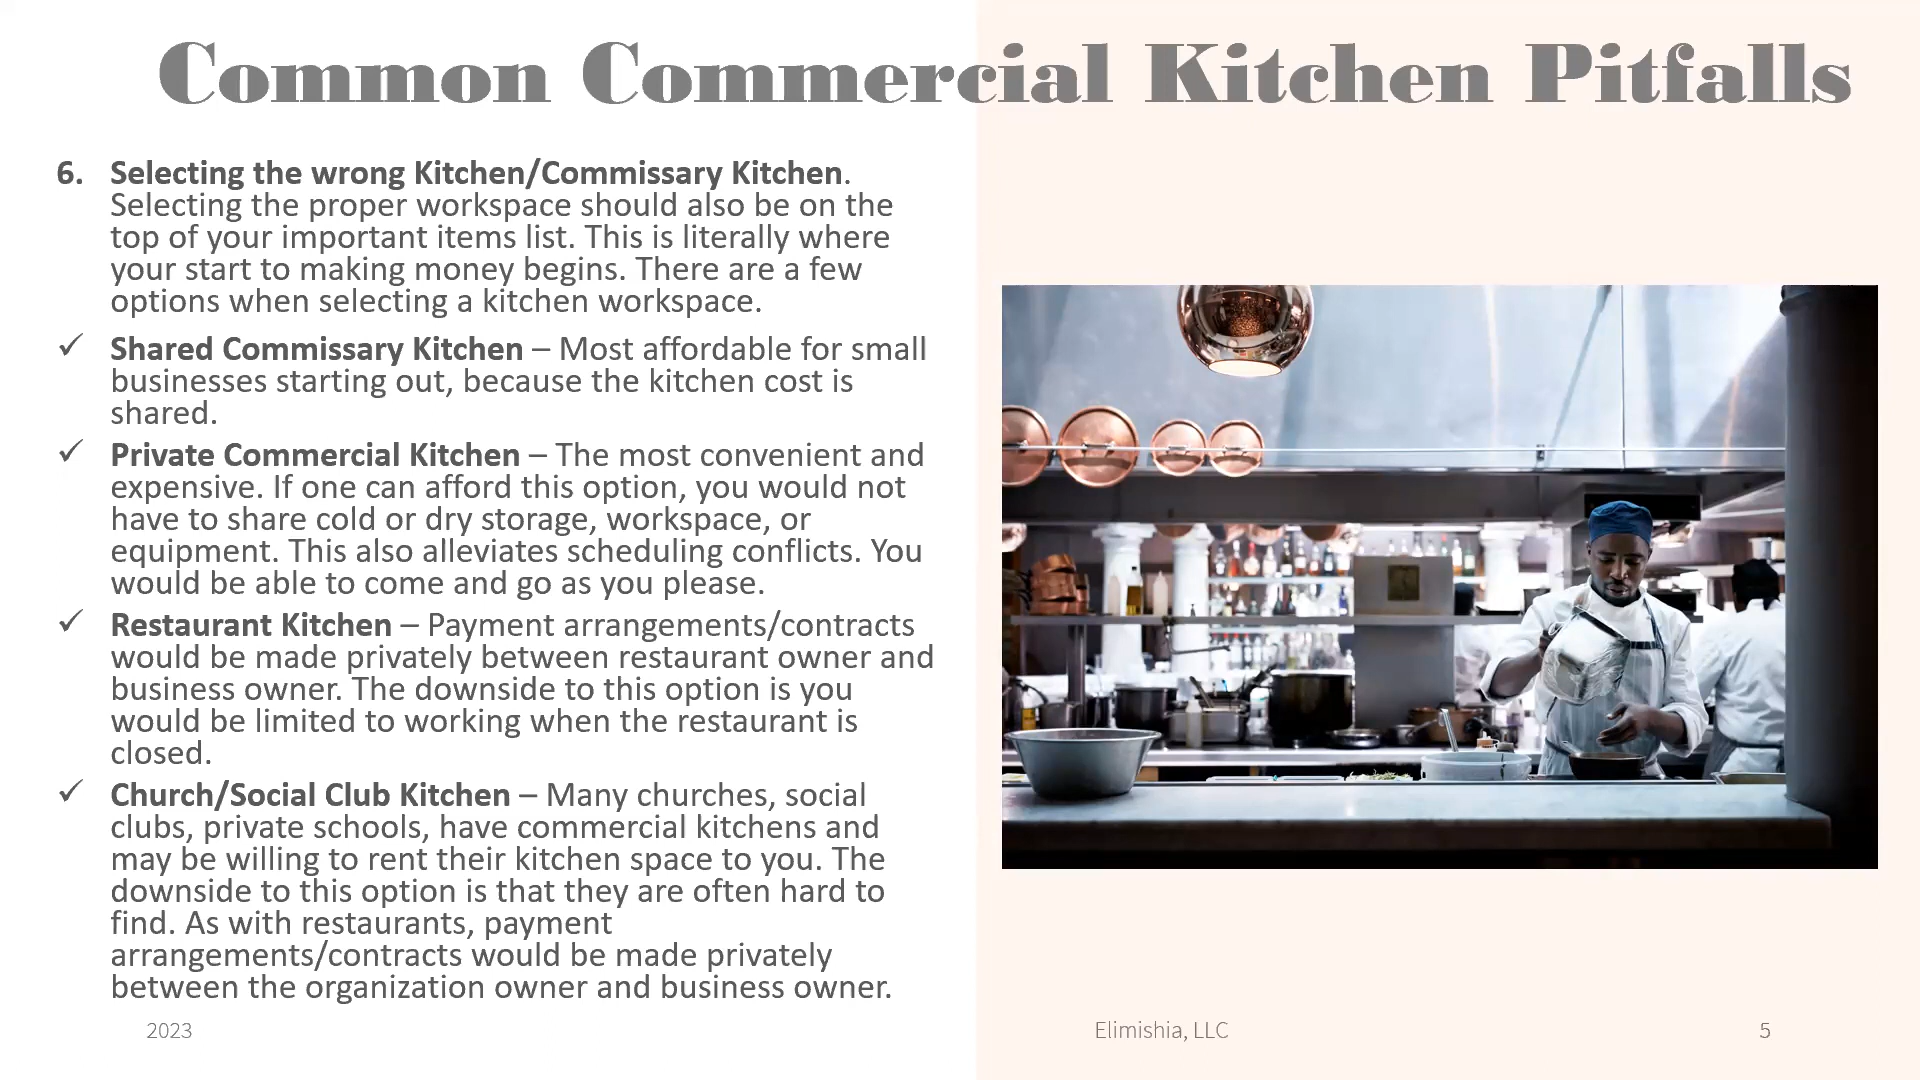 Common Commercial Kitchen Pitfalls
6. Selecting the wrong Kitchen/Commissary Kitchen.
Selecting the proper workspace should also be on the
top of your important items list. This is literally where
your start to making money begins. There are a few
options when selecting a kitchen workspace.
✓ Shared Commissary Kitchen – Most affordable for small
businesses starting out, because the kitchen cost is
shared.
✓ Private Commercial Kitchen – The most convenient and
expensive. If one can afford this option, you would not
have to share cold or dry storage, workspace, or
equipment. This also alleviates scheduling conflicts. You
would be able to come and go as you please.
✓ Restaurant Kitchen – Payment arrangements/contracts
would be made privately between restaurant owner and
business owner. The downside to this option is you
would be limited to working when the restaurant is
closed.
✓ Church/Social Club Kitchen – Many churches, social
clubs, private schools, have commercial kitchens and
may be willing to rent their kitchen space to you. The
downside to this option is that they are often hard to
find. As with restaurants, payment
arrangements/contracts would be made privately
between the organization owner and business owner.
2023
Elimishia, LLC
5